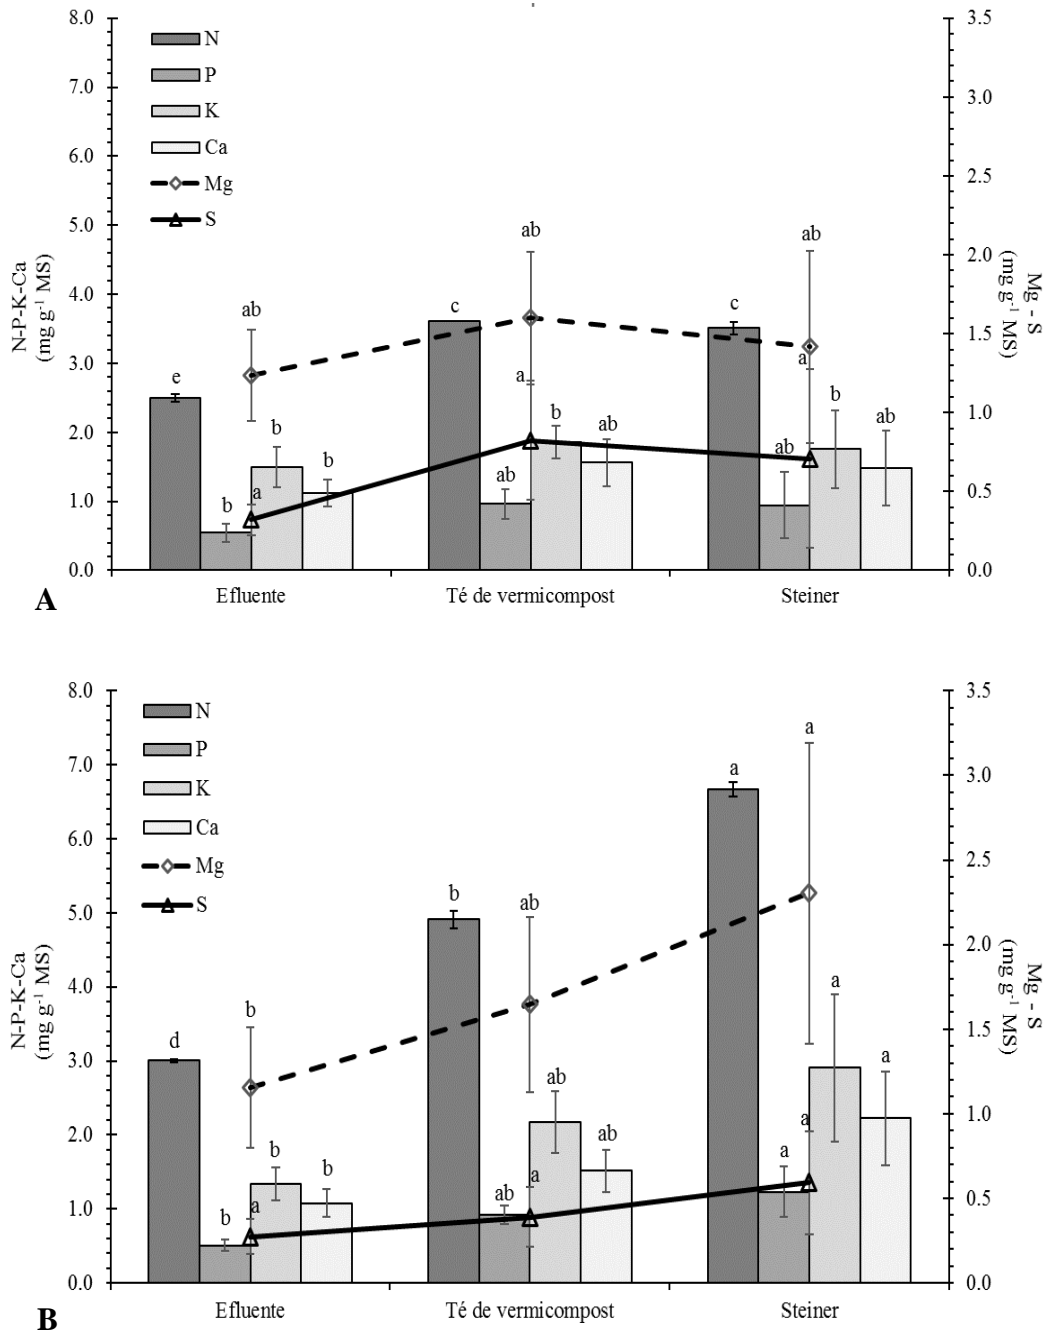 8.0
7.0
6.0
5.0
4.0
3.0
2.0
1.0
0.0
N-P-K-Ca
(mg g⁻¹ MS)
N
P
K
Ca
Mg
S
3.5
3.0
2.5
2.0
1.5
1.0
0.5
0.0
Mg - S
(mg g⁻¹ MS)
e
b
ab
a
b
b
c
ab
ab
a
b
ab
c
ab
ab
a
b
ab
Efluente
Té de vermicompost
Steiner
A
8.0
7.0
6.0
5.0
4.0
3.0
2.0
1.0
0.0
N-P-K-Ca
(mg g⁻¹ MS)
N
P
K
Ca
Mg
S
3.5
3.0
2.5
2.0
1.5
1.0
0.5
0.0
Mg - S
(mg g⁻¹ MS)
d
b
b
a
b
b
b
ab
ab
a
ab
ab
a
a
a
a
a
a
Efluente
Té de vermicompost
Steiner
B